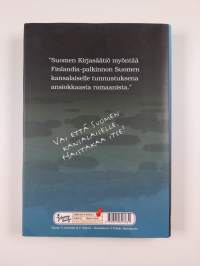 "Suomen Kirjasäätiö myöntää
Finlandia-palkinnon Suomen
kansalaiselle tunnustuksena
ansiokkaasta romaanista."
VAI ETTÄ SUOMEN
KANSALAISELLE.
HAISTAKAA ITSE!